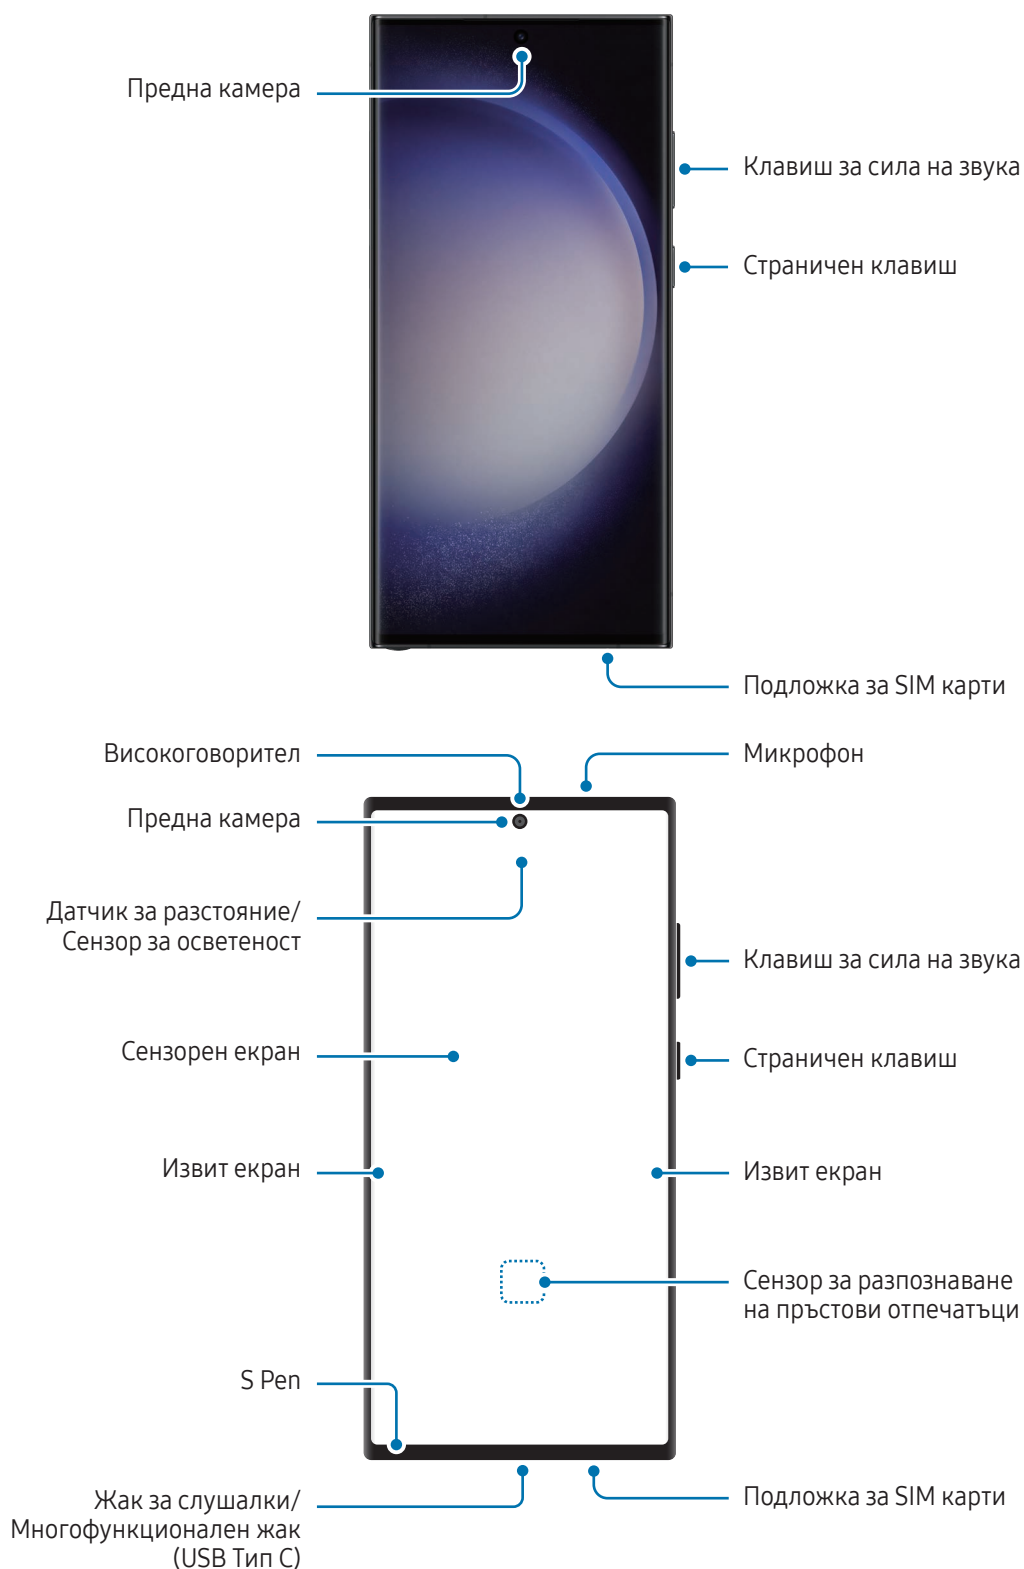 Предна камера
Клавиш за сила на звука
Страничен клавиш
Подложка за SIM карти
Високоговорител
Микрофон
Предна камера
Датчик за разстояние/
Сензор за осветеност
Клавиш за сила на звука
Сензорен екран
Страничен клавиш
Извит екран
Извит екран
Сензор за разпознаване
на пръстови отпечатъци
S Pen
Жак за слушалки/
Многофункционален жак
(USB Тип C)
Подложка за SIM карти